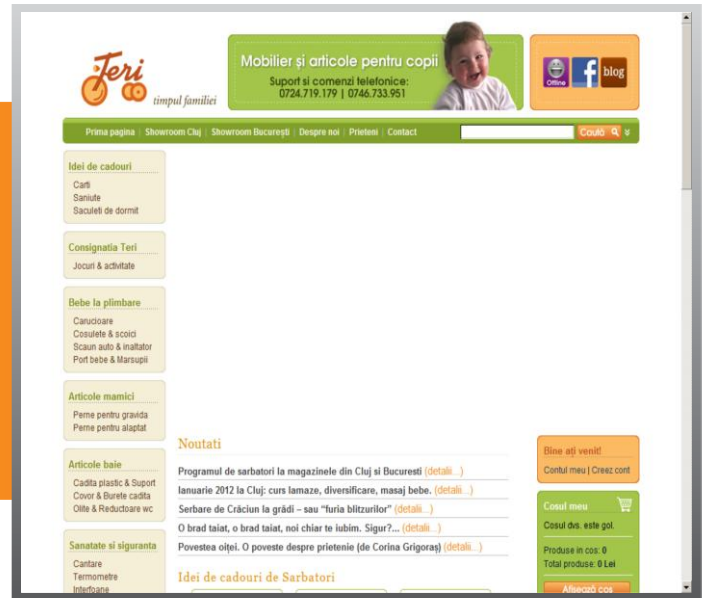 Teri
timpul familiei
Mobilier și articole pentru copii
Suport si comenzi telefonice:
0724.719.179 | 0746.733.951
Offline
blog
Prima pagina | Showroom Cluj | Showroom București | Despre noi | Prieteni | Contact
Caută
Idei de cadouri
Carti
Saniute
Saculeti de dormit
Consignatia Teri
Jocuri & activitate
Bebe la plimbare
Carucioare
Cosulete & scoici
Scaun auto & inaltator
Port bebe & Marsupii
Articole mamici
Perne pentru gravida
Perne pentru alaptat
Articole baie
Cadita plastic & Suport
Covor & Burete cadita
Olite & Reductoare wc
Sanatate si siguranta
Cantare
Termometre
Interfoane
Noutati
Programul de sarbatori la magazinele din Cluj si Bucuresti (detalii...)
Ianuarie 2012 la Cluj: curs lamaze, diversificare, masaj bebe. (detalii...)
Serbare de Crăciun la grădi – sau “furia blitzurilor” (detalii...)
O brad taiat, o brad taiat, noi chiar te iubim. Sigur?... (detalii...)
Povestea oiței. O poveste despre prietenie (de Corina Grigoraș) (detalii...)
Idei de cadouri de Sarbatori
Bine ați venit!
Contul meu | Creez cont
Cosul meu
Cosul dvs. este gol.
Produse in cos: 0
Total produse: 0 Lei
Afisează cos